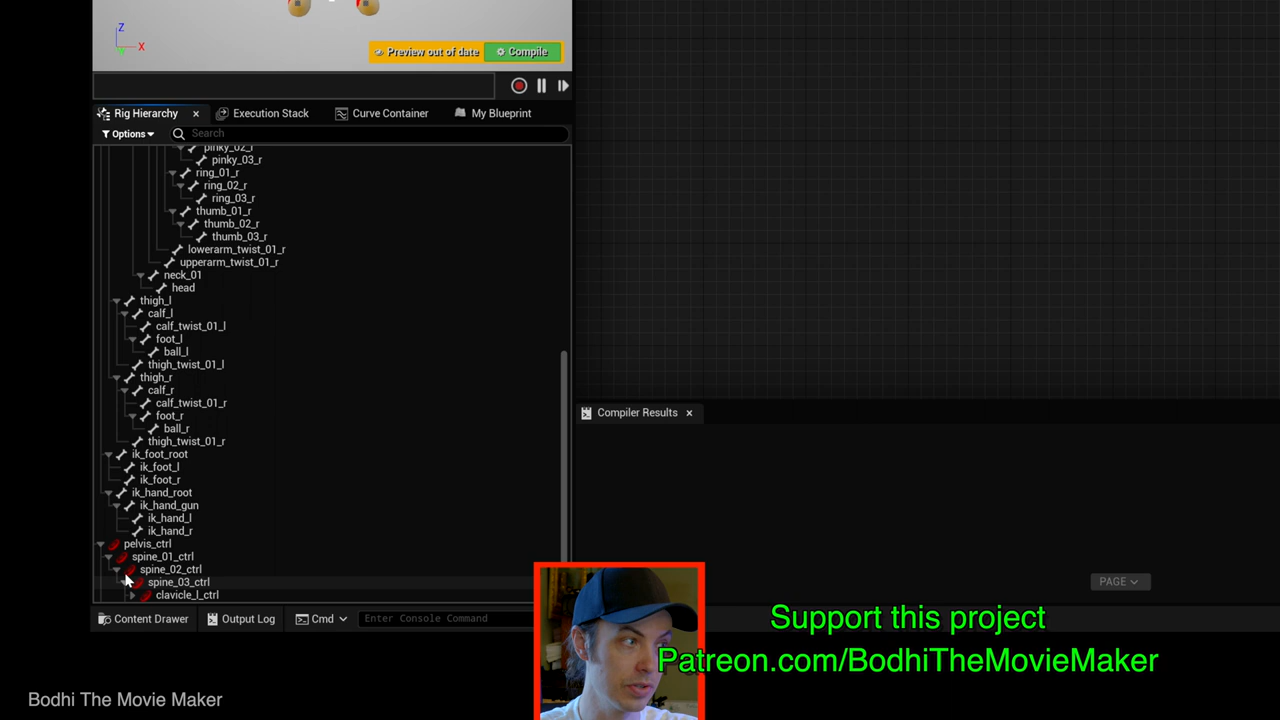 Z
X
Preview out of date
Compile
Rig Hierarchy
Execution Stack
Curve Container
My Blueprint
Options
Search
pinky_02_r
pinky_03_r
ring_01_r
ring_02_r
ring_03_r
thumb_01_r
thumb_02_r
thumb_03_r
lowerarm_twist_01_r
upperarm_twist_01_r
neck_01
head
thigh_l
calf_l
calf_twist_01_l
foot_l
ball_l
thigh_twist_01_l
thigh_r
calf_r
calf_twist_01_r
foot_r
ball_r
thigh_twist_01_r
ik_foot_root
ik_foot_l
ik_foot_r
ik_hand_root
ik_hand_gun
ik_hand_l
ik_hand_r
pelvis_ctrl
spine_01_ctrl
spine_02_ctrl
spine_03_ctrl
clavicle_l_ctrl
Content Drawer
Output Log
Cmd
Enter Console Command
Compiler Results
PAGE
Support this project
Patreon.com/BodhiTheMovieMaker
Bodhi The Movie Maker